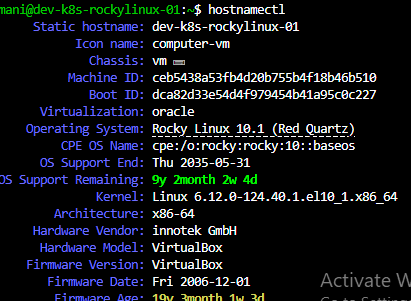 mani@dev-k8s-rockylinux-01:~$ hostnamectl
Static hostname: dev-k8s-rockylinux-01
Icon name: computer-vm
Chassis: vm
Machine ID: ceb5438a53fb4d20b755b4f18b46b510
Boot ID: dca82d33e54d4f979454b41a95c0c227
Virtualization: oracle
Operating System: Rocky Linux 10.1 (Red Quartz)
CPE OS Name: cpe:/o:rocky:rocky:10::baseos
OS Support End: Thu 2035-05-31
OS Support Remaining: 9y 2month 2w 4d
Kernel: Linux 6.12.0-124.40.1.el10_1.x86_64
Architecture: x86-64
Hardware Vendor: innotek GmbH
Hardware Model: VirtualBox
Firmware Version: VirtualBox
Firmware Date: Fri 2006-12-01
Firmware Age: 19y 3month 1w 3d
Activate W